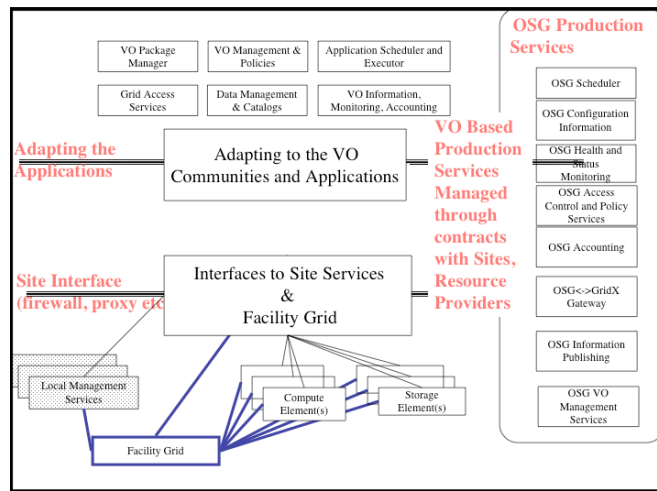 OSG Production
Services
VO Package
Manager
VO Management &
Policies
Application Scheduler and
Executor
Grid Access
Services
Data Management
& Catalogs
VO Information,
Monitoring, Accounting
Adapting the
Applications
Adapting to the VO
Communities and Applications
VO Based
Production
Services
Managed
through
contracts
with Sites,
Resource
Providers
OSG Scheduler
OSG Configuration
Information
OSG Health and
Status
Monitoring
OSG Access
Control and Policy
Services
OSG Accounting
OSG<->GridX
Gateway
OSG Information
Publishing
OSG VO
Management
Services
Site Interface
(firewall, proxy etc
Interfaces to Site Services
&
Facility Grid
Local Management
Services
Compute
Element(s)
Storage
Element(s)
Facility Grid